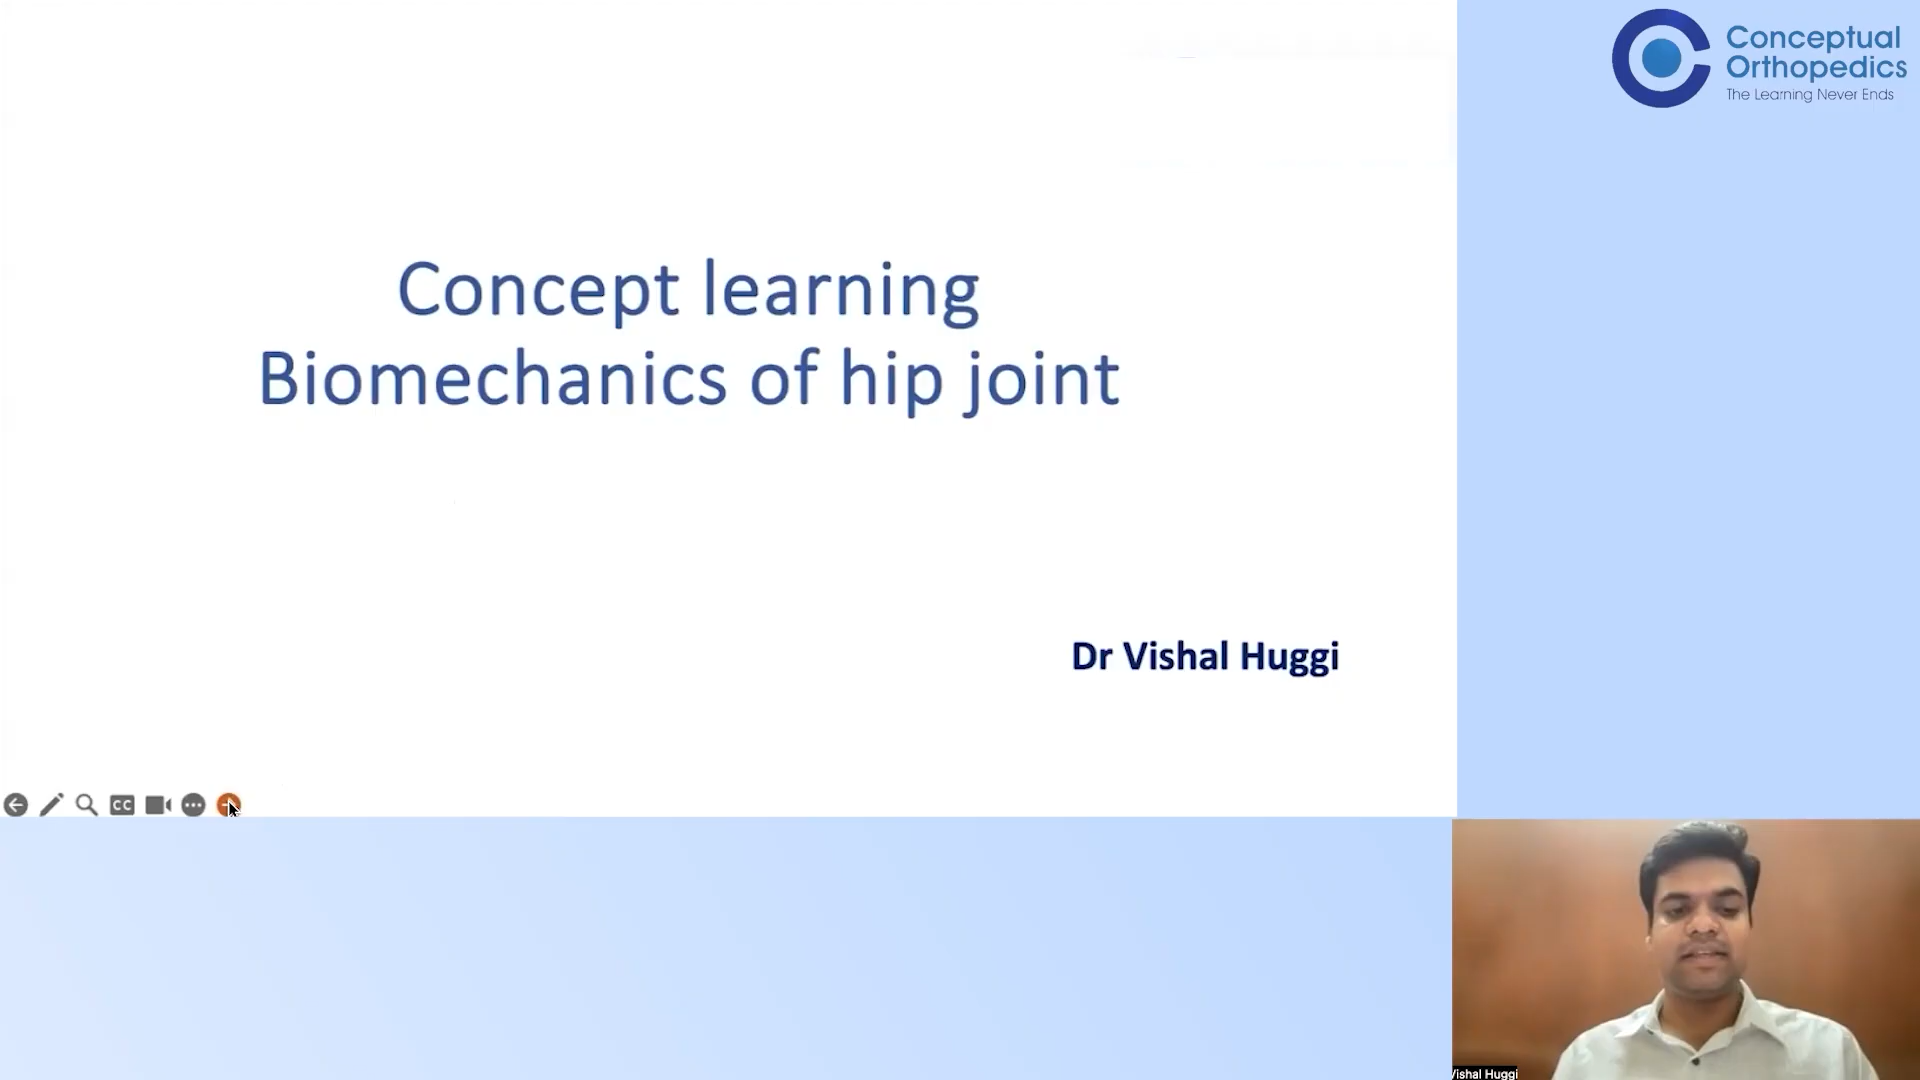 Conceptual
Orthopedics
The Learning Never Ends
Concept learning
Biomechanics of hip joint
Dr Vishal Huggi
CC
Vishal Huggi